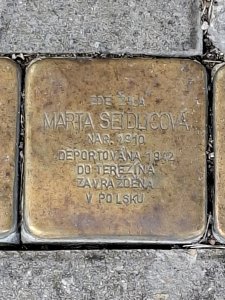 ZDE ŽILA
MARTA SEIDLICOVÁ
NAR. 1910
DEPORTOVÁNA 1942
DO TEREZÍNA
ZAVRAŽDĚNA
V POLSKU